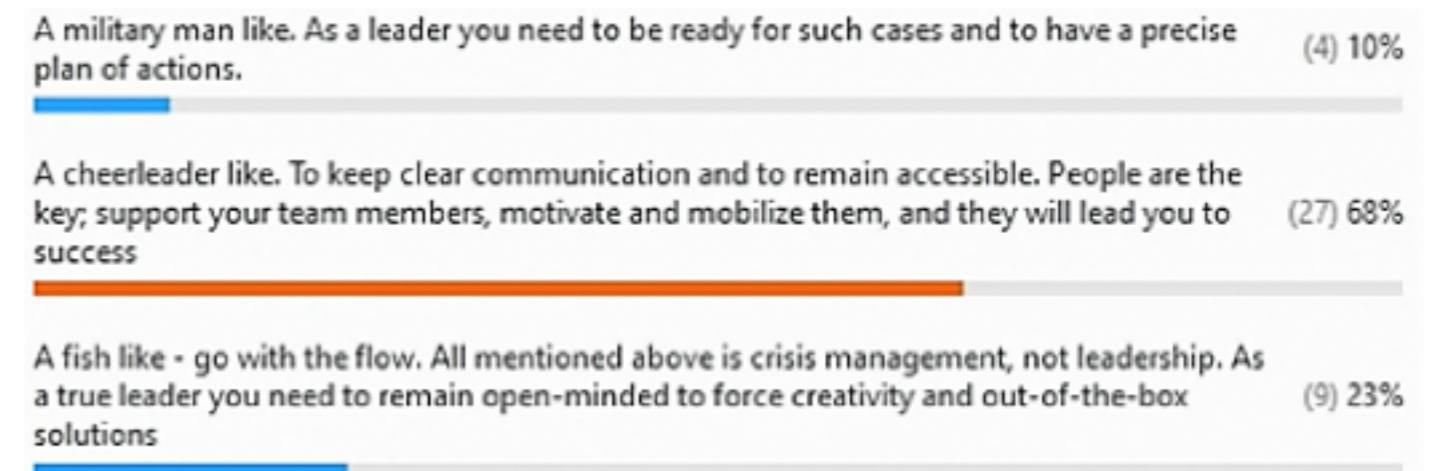 A military man like. As a leader you need to be ready for such cases and to have a precise
plan of actions.
(4) 10%
A cheerleader like. To keep clear communication and to remain accessible. People are the
key; support your team members, motivate and mobilize them, and they will lead you to
success
(27) 68%
A fish like - go with the flow. All mentioned above is crisis management, not leadership. As
a true leader you need to remain open-minded to force creativity and out-of-the-box
solutions
(9) 23%